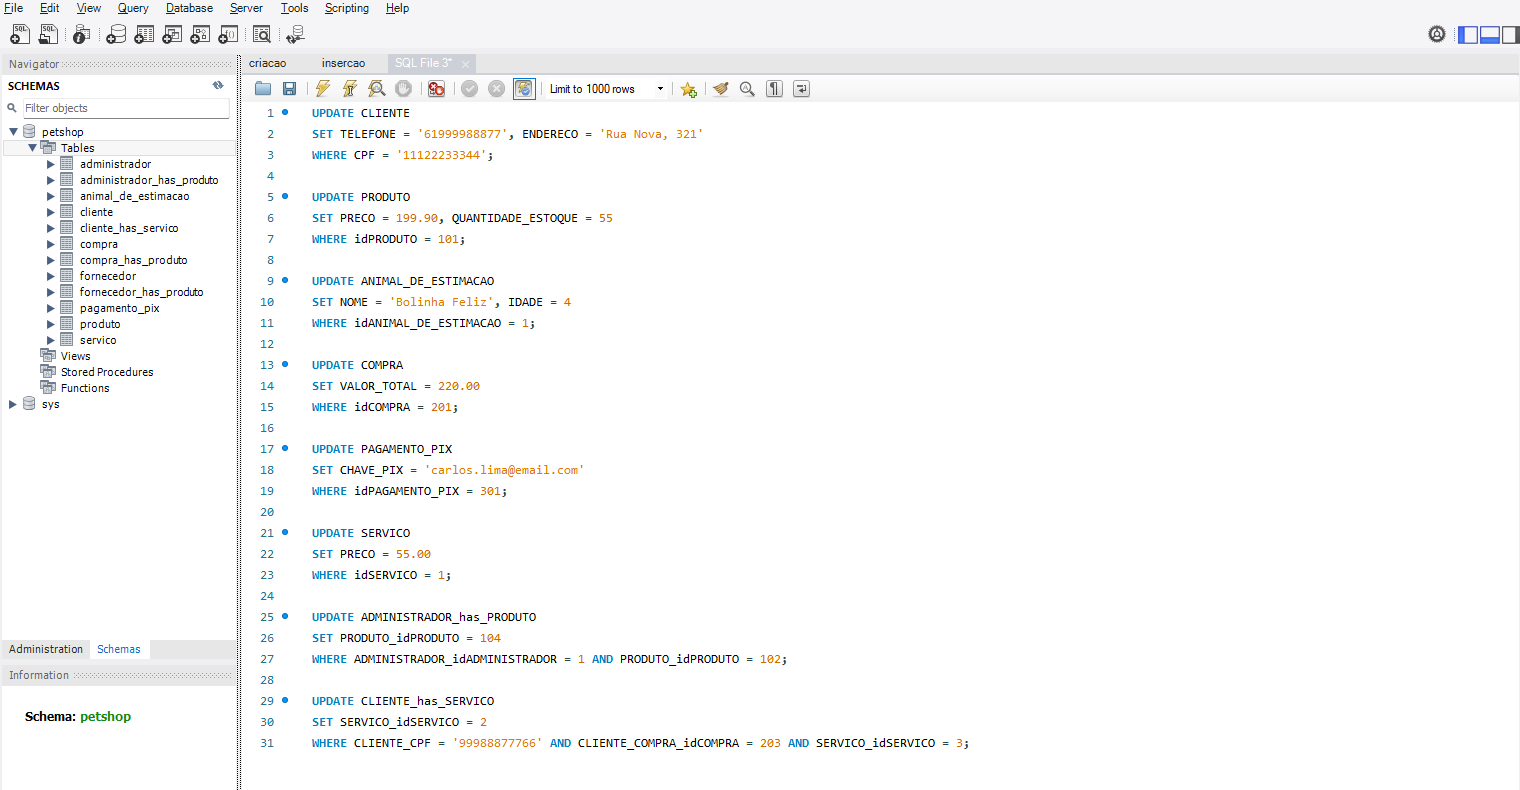 File Edit View Query Database Server Tools Scripting Help
Navigator
SCHEMAS
Filter objects
petshop
Tables
administrador
administrador_has_produto
animal_de_estimacao
cliente
cliente_has_servico
compra
compra_has_produto
fornecedor
fornecedor_has_produto
pagamento_pix
produto
servico
Views
Stored Procedures
Functions
sys
Administration Schemas
Information
Schema: petshop
criacao insercao SQL File 3*
Limit to 1000 rows
1 UPDATE CLIENTE
2 SET TELEFONE = '61999988877', ENDERECO = 'Rua Nova, 321'
3 WHERE CPF = '11122233344';
4
5 UPDATE PRODUTO
6 SET PRECO = 199.90, QUANTIDADE_ESTOQUE = 55
7 WHERE idPRODUTO = 101;
8
9 UPDATE ANIMAL_DE_ESTIMACAO
10 SET NOME = 'Bolinha Feliz', IDADE = 4
11 WHERE idANIMAL_DE_ESTIMACAO = 1;
12
13 UPDATE COMPRA
14 SET VALOR_TOTAL = 220.00
15 WHERE idCOMPRA = 201;
16
17 UPDATE PAGAMENTO_PIX
18 SET CHAVE_PIX = 'carlos.lima@email.com'
19 WHERE idPAGAMENTO_PIX = 301;
20
21 UPDATE SERVICO
22 SET PRECO = 55.00
23 WHERE idSERVICO = 1;
24
25 UPDATE ADMINISTRADOR_has_PRODUTO
26 SET PRODUTO_idPRODUTO = 104
27 WHERE ADMINISTRADOR_idADMINISTRADOR = 1 AND PRODUTO_idPRODUTO = 102;
28
29 UPDATE CLIENTE_has_SERVICO
30 SET SERVICO_idSERVICO = 2
31 WHERE CLIENTE_CPF = '99988877766' AND CLIENTE_COMPRA_idCOMPRA = 203 AND SERVICO_idSERVICO = 3;